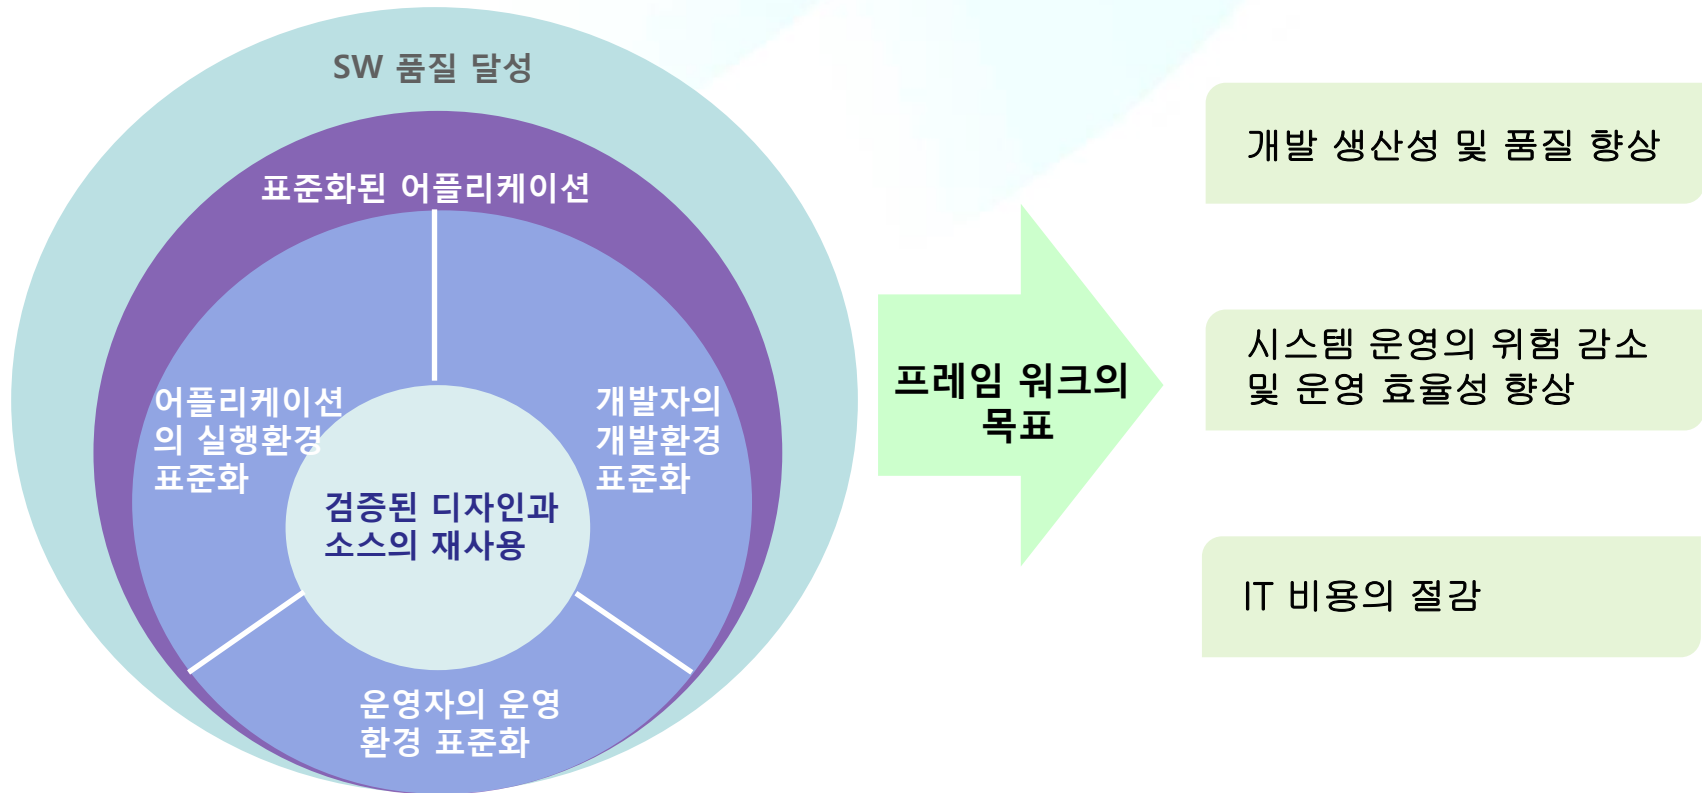 SW 품질 달성
표준화된 어플리케이션
어플리케이션
의 실행환경
표준화
개발자의
개발환경
표준화
검증된 디자인과
소스의 재사용
운영자의 운영
환경 표준화
프레임 워크의
목표
개발 생산성 및 품질 향상
시스템 운영의 위험 감소
및 운영 효율성 향상
IT 비용의 절감